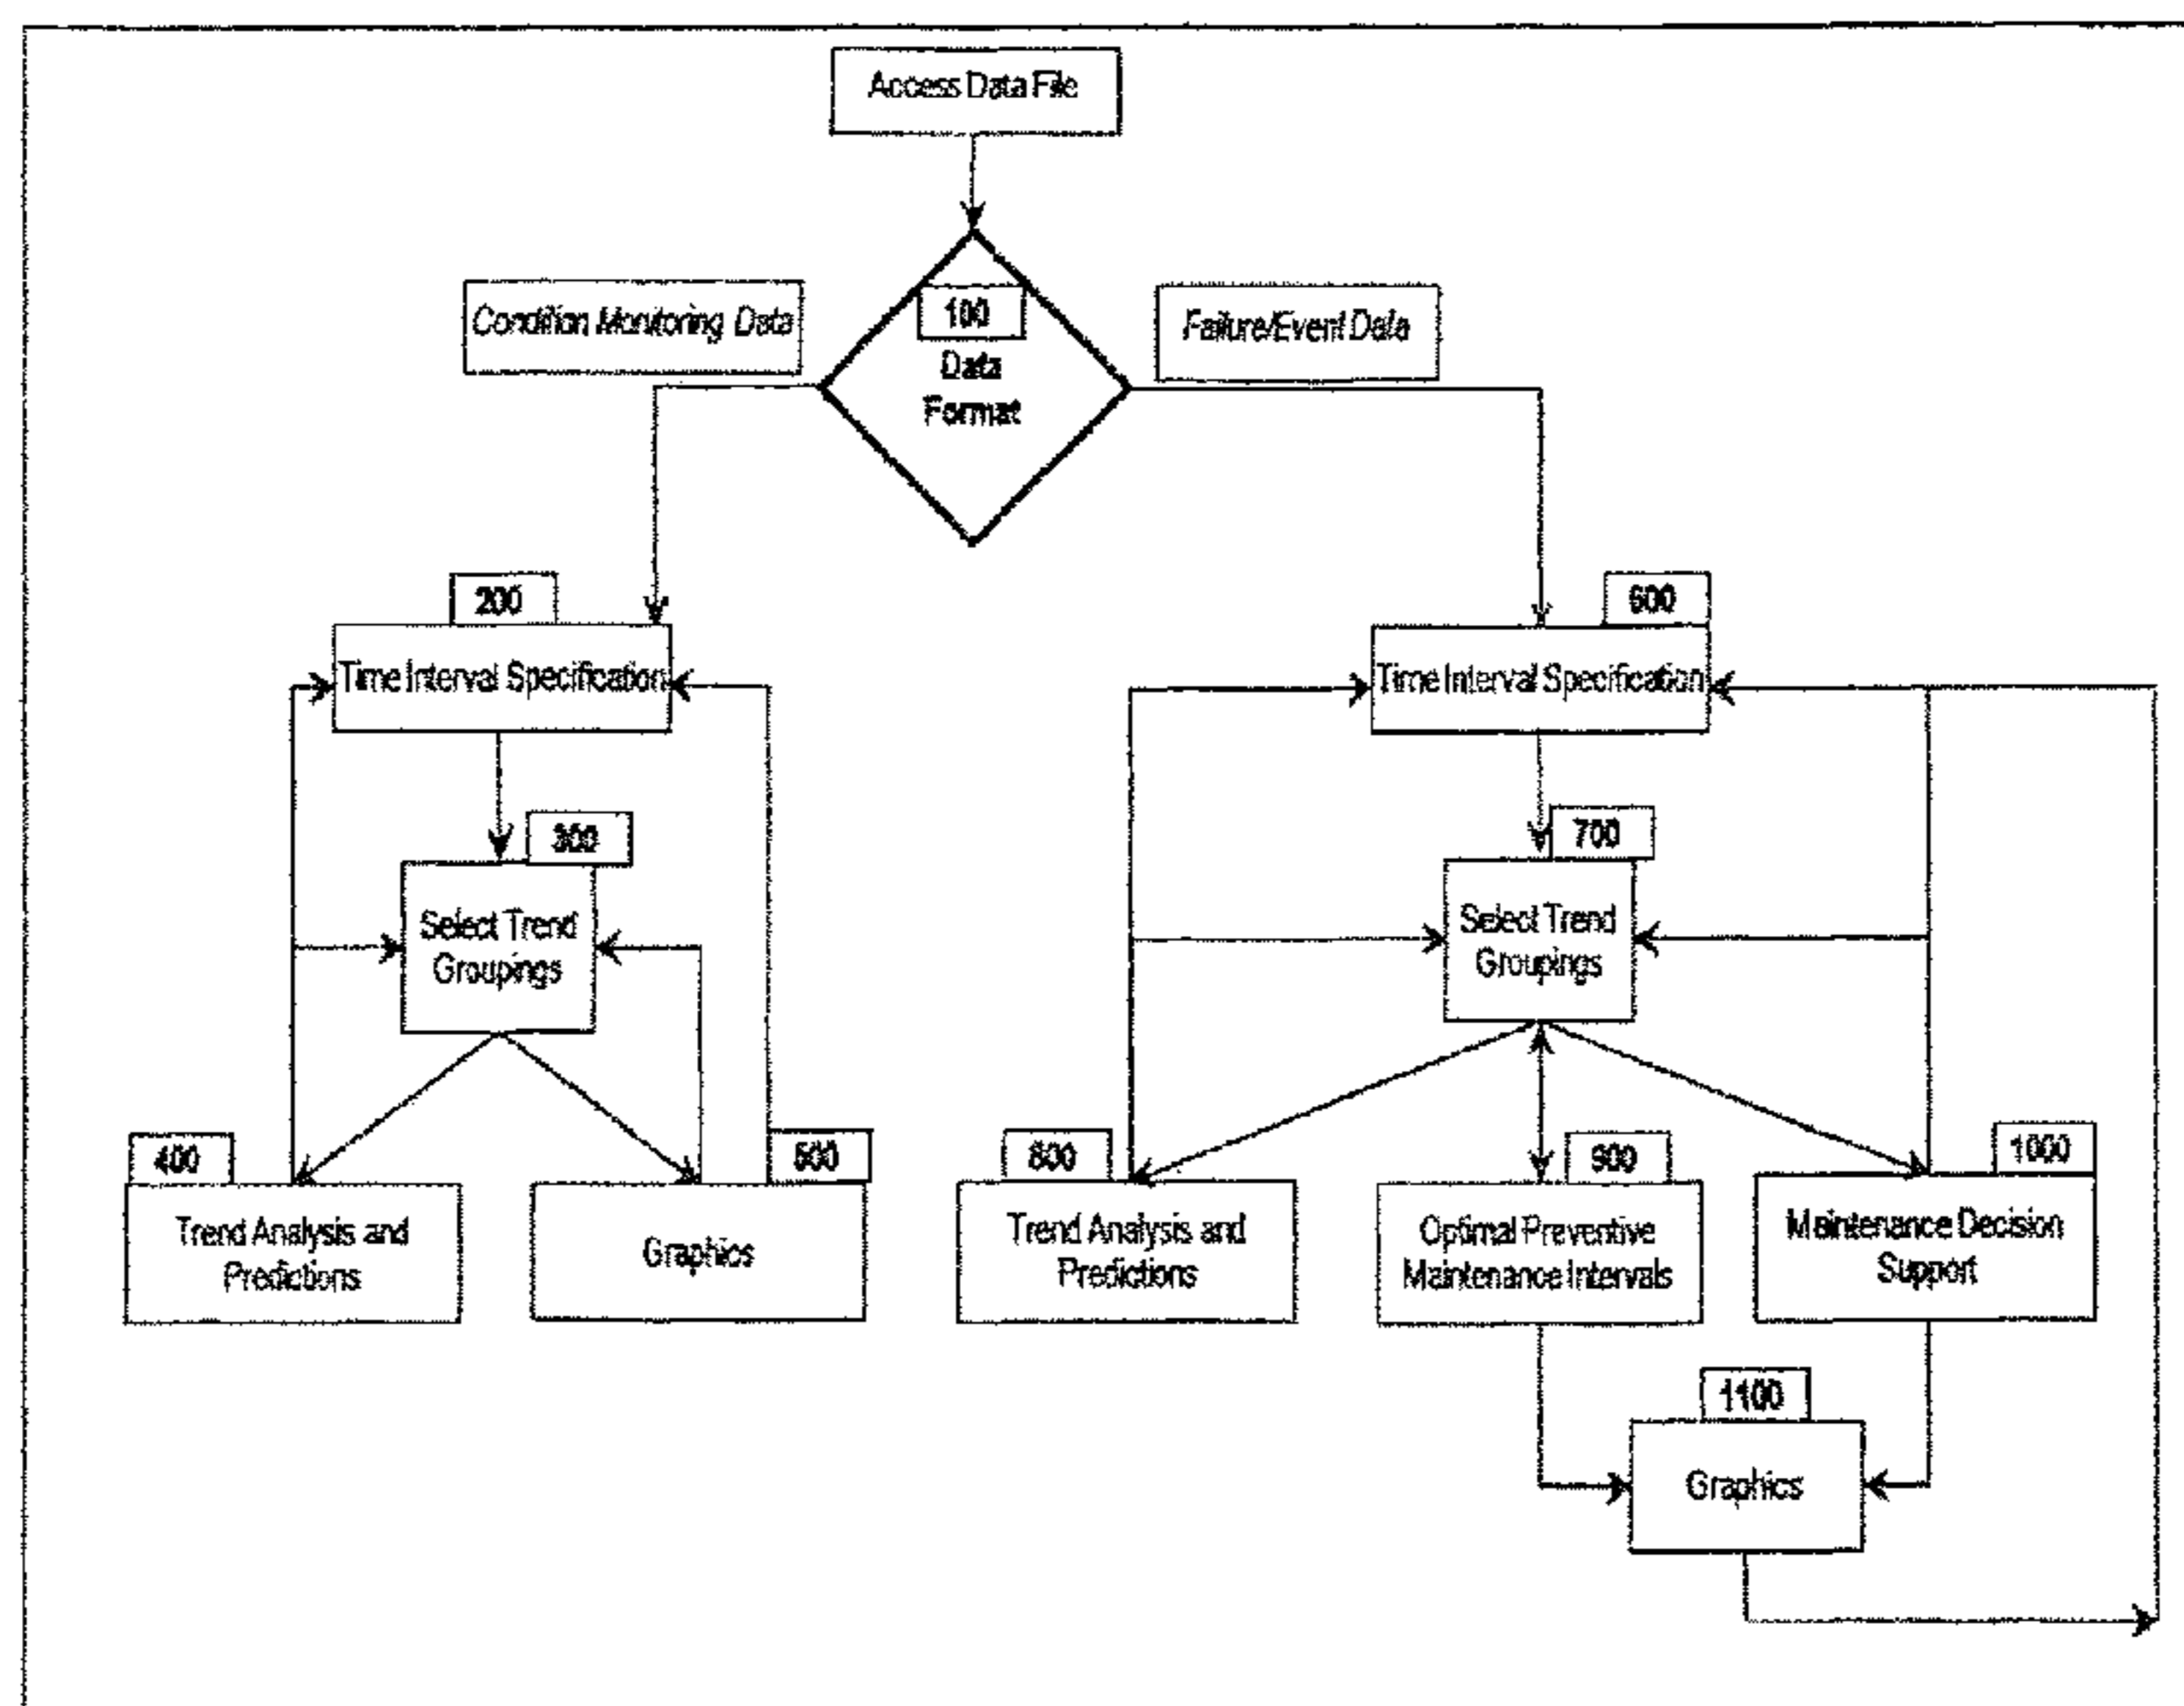 Access Data File
Condition Monitoring Data
100
Data
Format
Failure/Event Data
200
Time Interval Specification
600
Time Interval Specification
300
Select Trend
Groupings
700
Select Trend
Groupings
400
Trend Analysis and
Predictions
500
Graphics
800
Trend Analysis and
Predictions
900
Optimal Preventive
Maintenance Intervals
1000
Maintenance Decision
Support
1100
Graphics